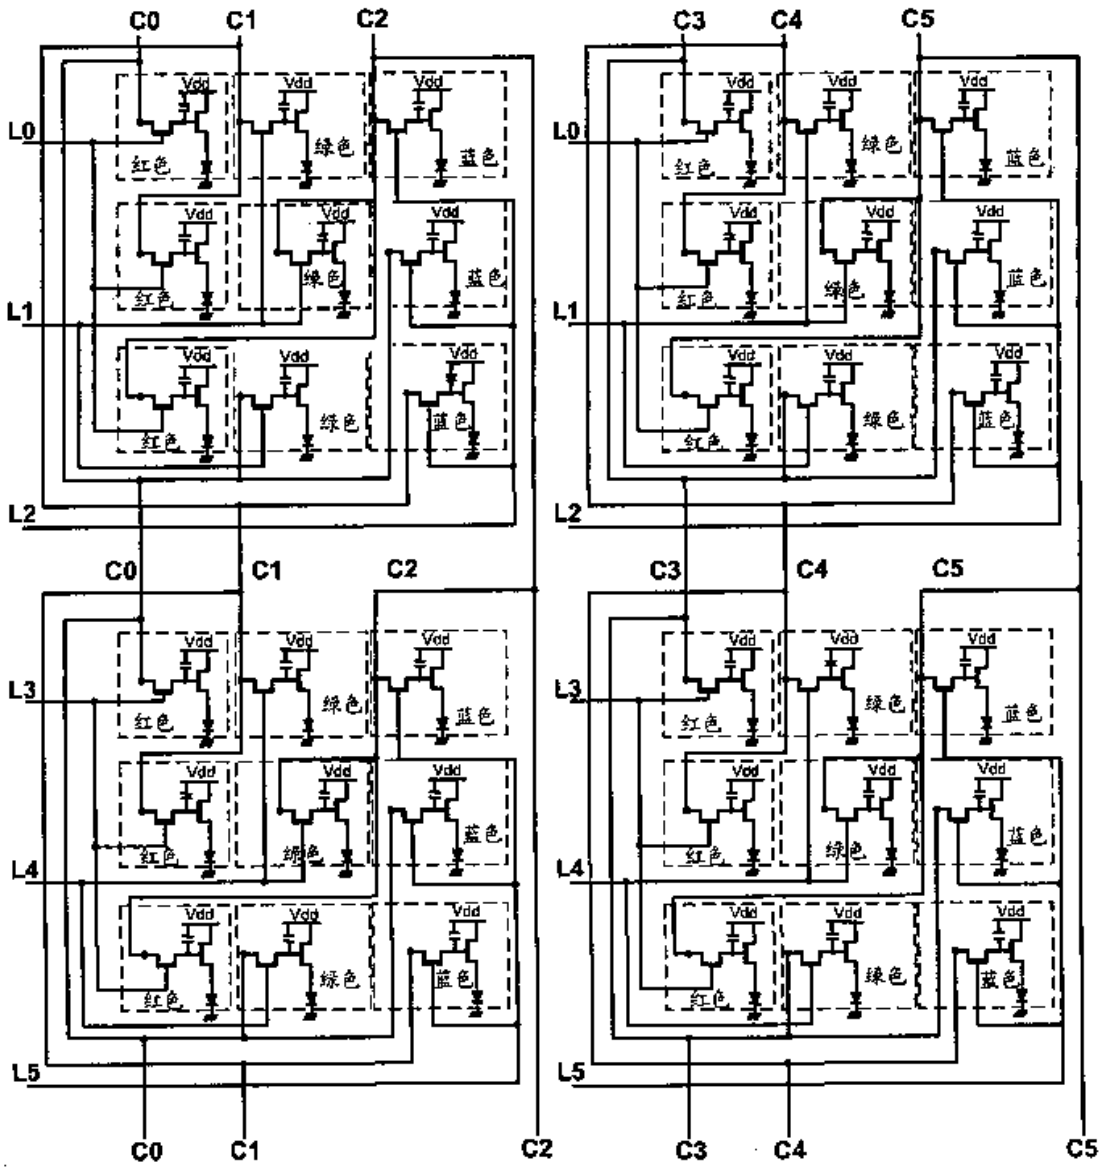 C0 C1 C2 C3 C4 C5
Vdd Vdd Vdd Vdd Vdd Vdd
L0 红色 绿色 蓝色 L0 红色 绿色 蓝色
Vdd Vdd Vdd Vdd Vdd Vdd
红色 绿色 蓝色 红色 绿色 蓝色
L1 L1
Vdd Vdd Vdd Vdd Vdd Vdd
红色 绿色 蓝色 红色 绿色 蓝色
L2 L2
C0 C1 C2 C3 C4 C5
Vdd Vdd Vdd Vdd Vdd Vdd
L3 红色 绿色 蓝色 L3 红色 绿色 蓝色
Vdd Vdd Vdd Vdd Vdd Vdd
红色 绿色 蓝色 红色 绿色 蓝色
L4 L4
Vdd Vdd Vdd Vdd Vdd Vdd
红色 绿色 蓝色 红色 绿色 蓝色
L5 L5
C0 C1 C2 C3 C4 C5